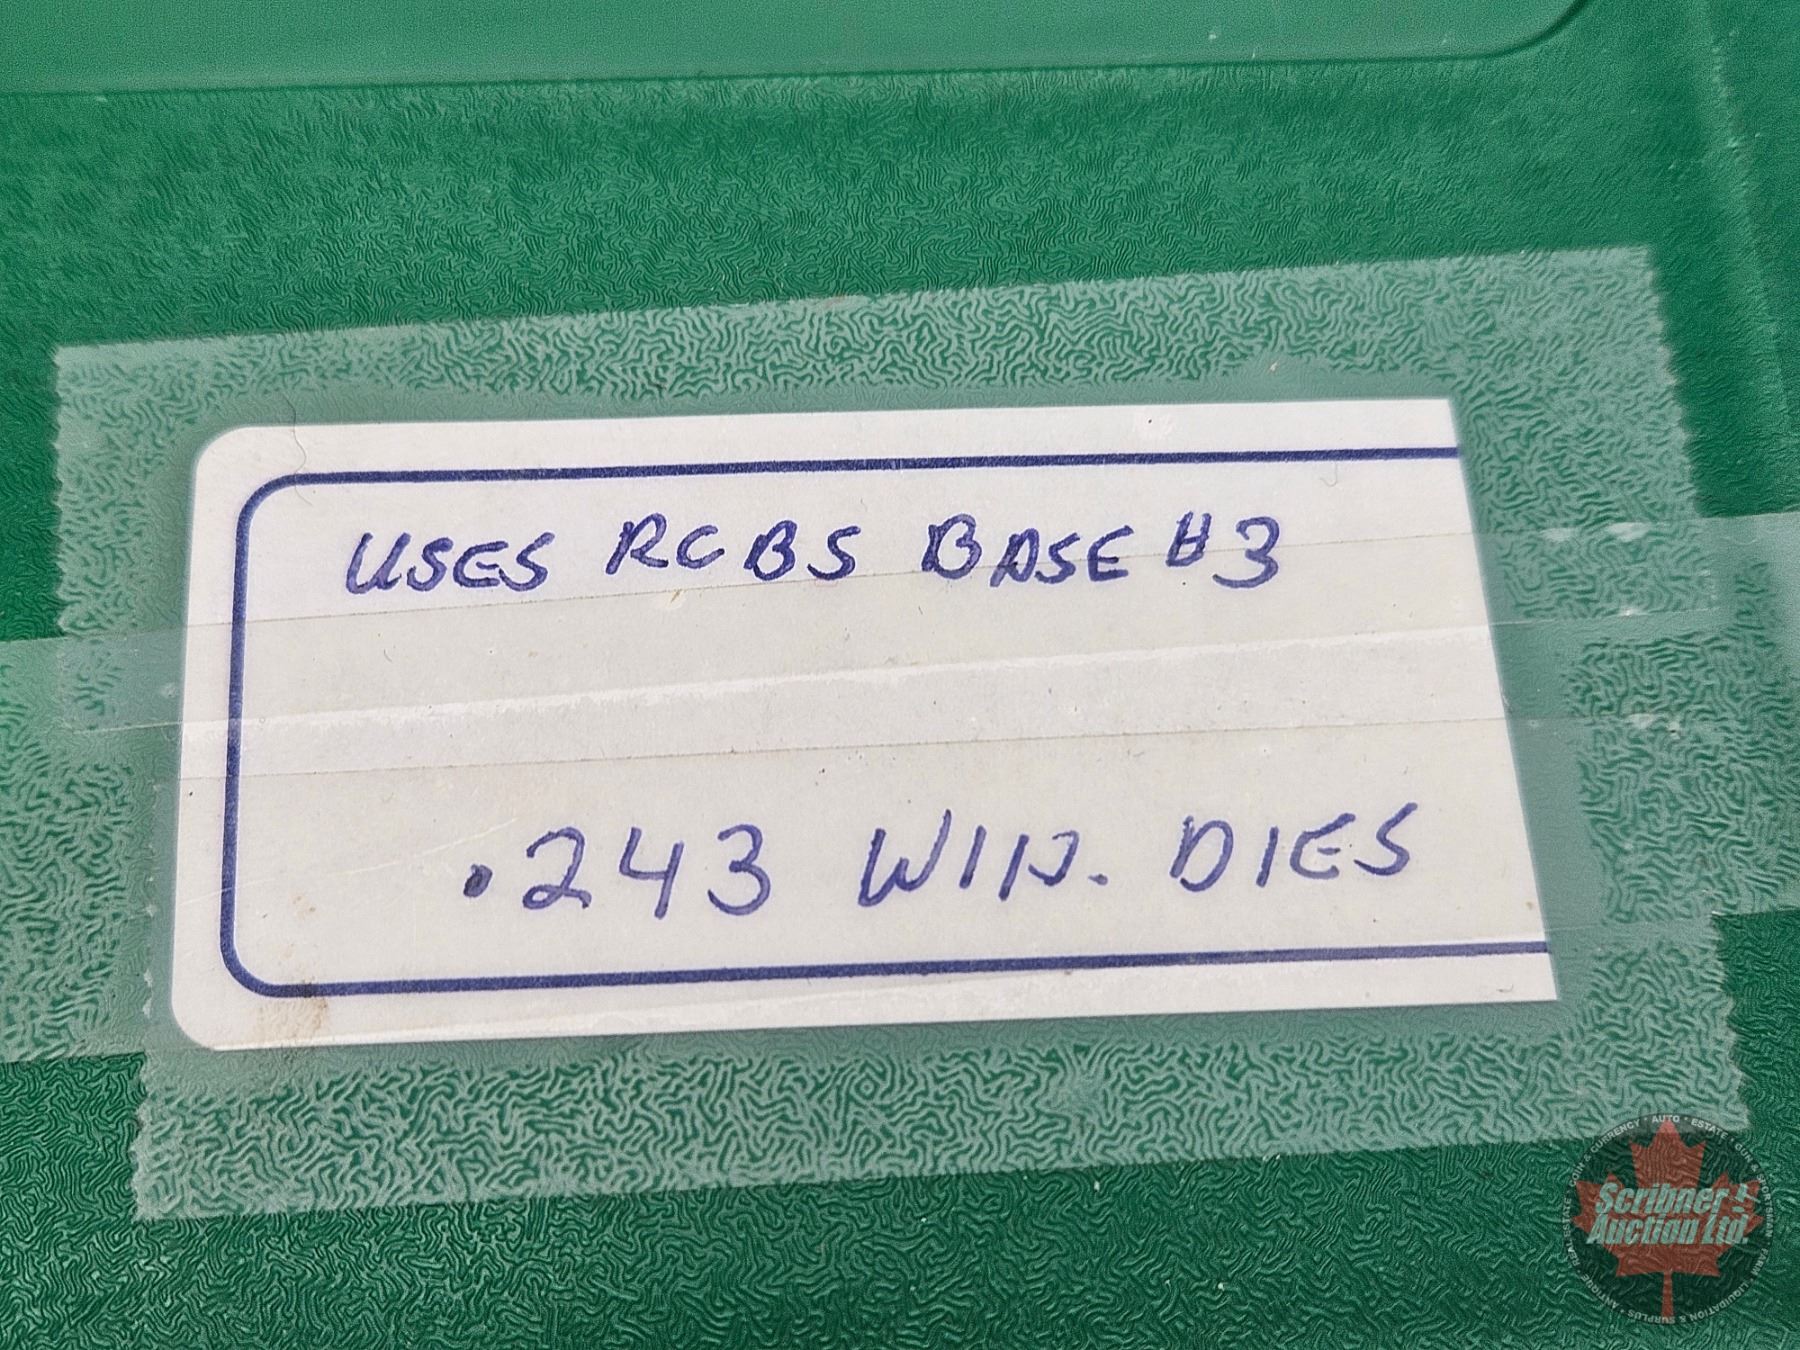 USES RCBS BASE #3
.243 WIN. DIES
Scribner Auction Ltd.